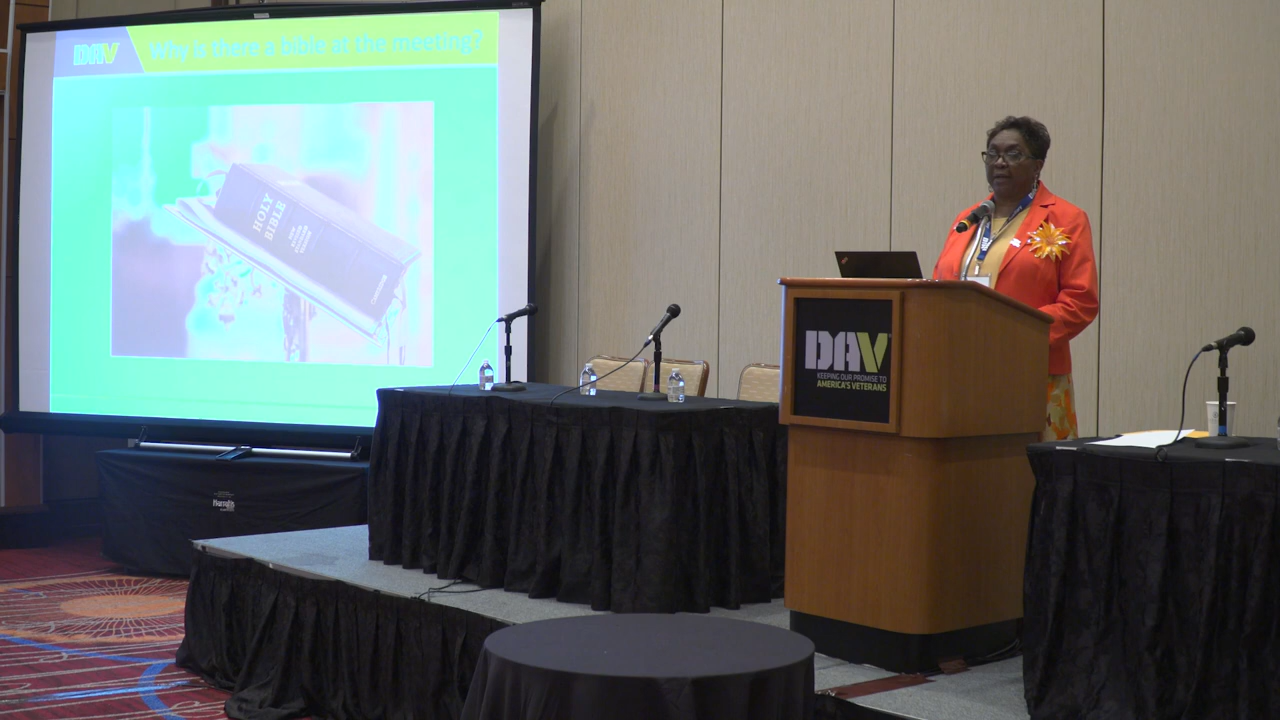 DAV
Why is there a bible at the meeting?
HOLY
BIBLE
DAV
KEEPING OUR PROMISE TO
AMERICA'S VETERANS